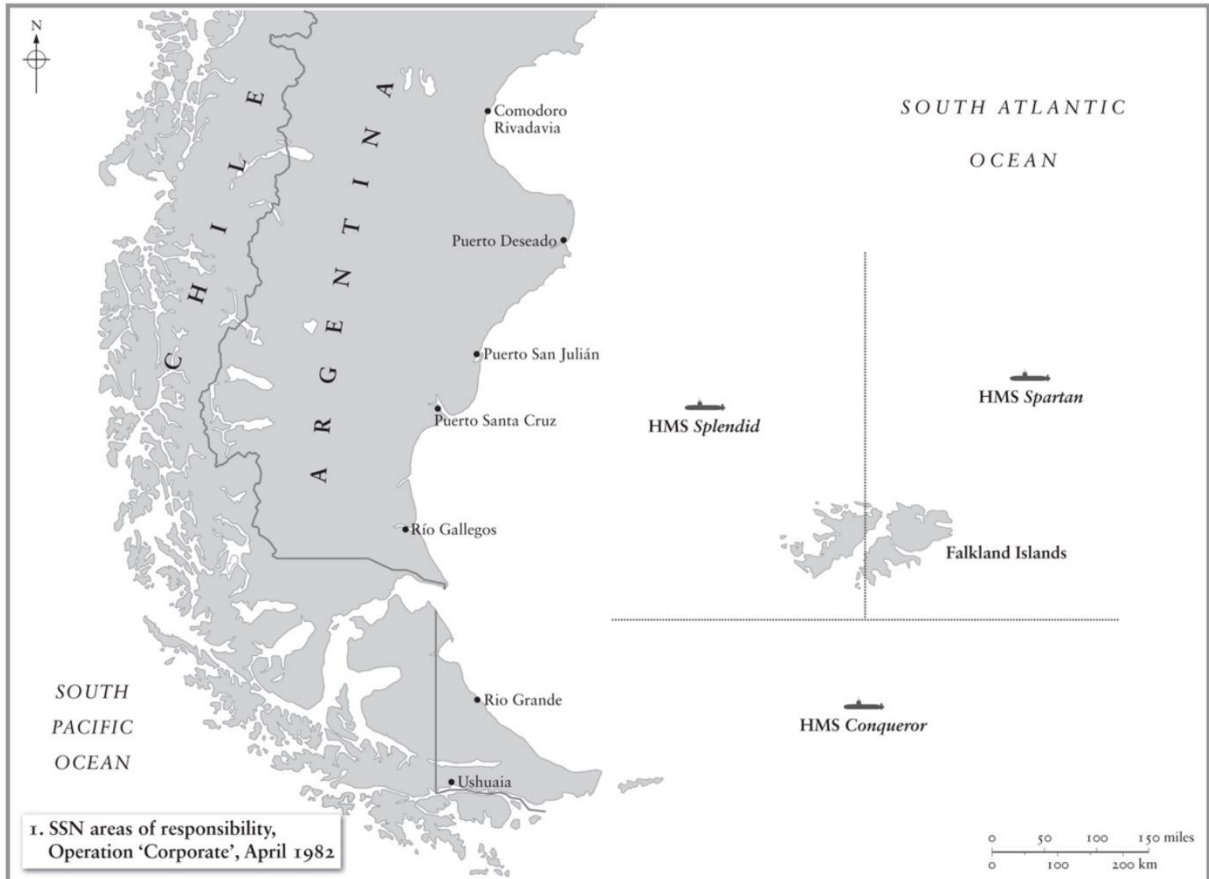 N
CHILE
ARGENTINA
Comodoro
Rivadavia
SOUTH ATLANTIC
OCEAN
Puerto Deseado
Puerto San Julián
Puerto Santa Cruz
HMS Splendid
HMS Spartan
Río Gallegos
Falkland Islands
SOUTH
PACIFIC
OCEAN
Rio Grande
HMS Conqueror
Ushuaia
1. SSN areas of responsibility,
Operation ‘Corporate’, April 1982
0 50 100 150 miles
0 100 200 km